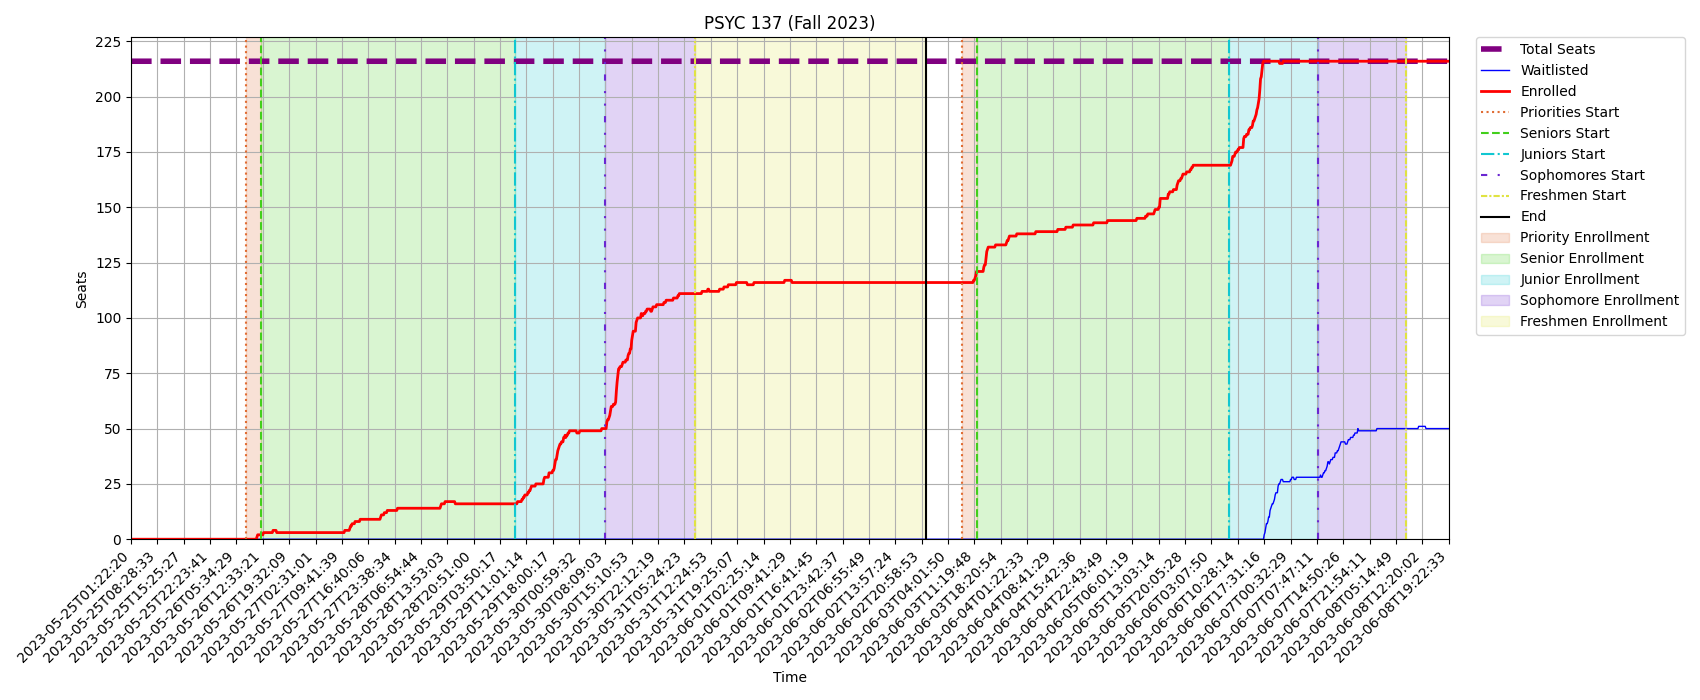 PSYC 137 (Fall 2023)
225
200
175
150
125
100
75
50
25
0
Seats
2023-05-25T01:22:20
2023-05-25T08:28:33
2023-05-25T15:25:27
2023-05-25T22:23:41
2023-05-26T05:34:29
2023-05-26T12:33:21
2023-05-26T19:32:09
2023-05-27T02:31:01
2023-05-27T09:41:39
2023-05-27T16:40:06
2023-05-27T23:38:34
2023-05-28T06:54:44
2023-05-28T13:53:03
2023-05-28T20:51:00
2023-05-29T03:50:17
2023-05-29T11:01:14
2023-05-29T18:00:17
2023-05-30T00:59:32
2023-05-30T08:09:03
2023-05-30T15:10:53
2023-05-30T22:12:19
2023-05-31T05:24:23
2023-05-31T12:24:53
2023-05-31T19:25:07
2023-06-01T02:25:14
2023-06-01T09:41:29
2023-06-01T16:41:45
2023-06-01T23:42:37
2023-06-02T06:55:49
2023-06-02T13:57:24
2023-06-02T20:58:53
2023-06-03T04:01:50
2023-06-03T11:19:48
2023-06-03T18:20:54
2023-06-04T01:22:33
2023-06-04T08:41:29
2023-06-04T15:42:36
2023-06-04T22:43:49
2023-06-05T06:01:19
2023-06-05T13:03:14
2023-06-05T20:05:28
2023-06-06T03:07:50
2023-06-06T10:28:14
2023-06-06T17:31:16
2023-06-07T00:32:29
2023-06-07T07:47:11
2023-06-07T14:50:26
2023-06-07T21:54:11
2023-06-08T05:14:49
2023-06-08T12:20:02
2023-06-08T19:22:33
Time
Total Seats
Waitlisted
Enrolled
Priorities Start
Seniors Start
Juniors Start
Sophomores Start
Freshmen Start
End
Priority Enrollment
Senior Enrollment
Junior Enrollment
Sophomore Enrollment
Freshmen Enrollment